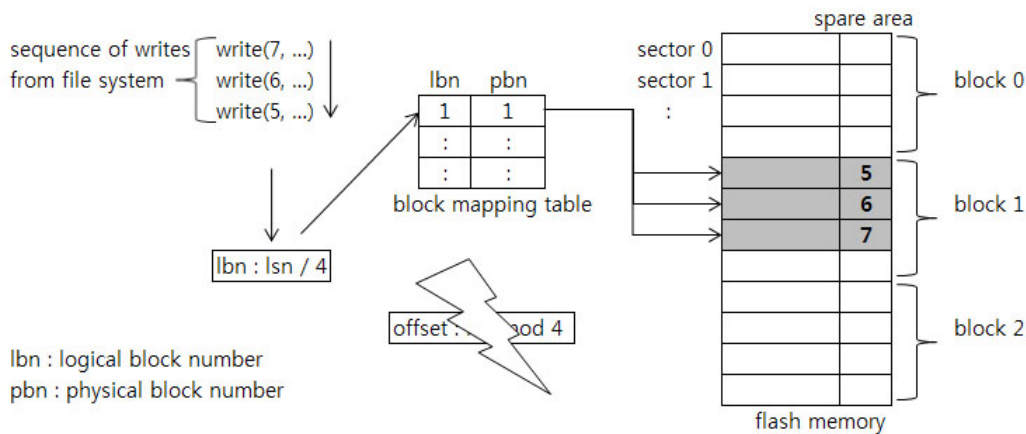 spare area
sequence of writes
from file system
write(7, ...)
write(6, ...)
write(5, ...)
lbn pbn
1 1
: :
: :
block mapping table
sector 0
sector 1
:
5
6
7
block 0
block 1
block 2
flash memory
lbn : lsn / 4
offset : mod 4
lbn : logical block number
pbn : physical block number